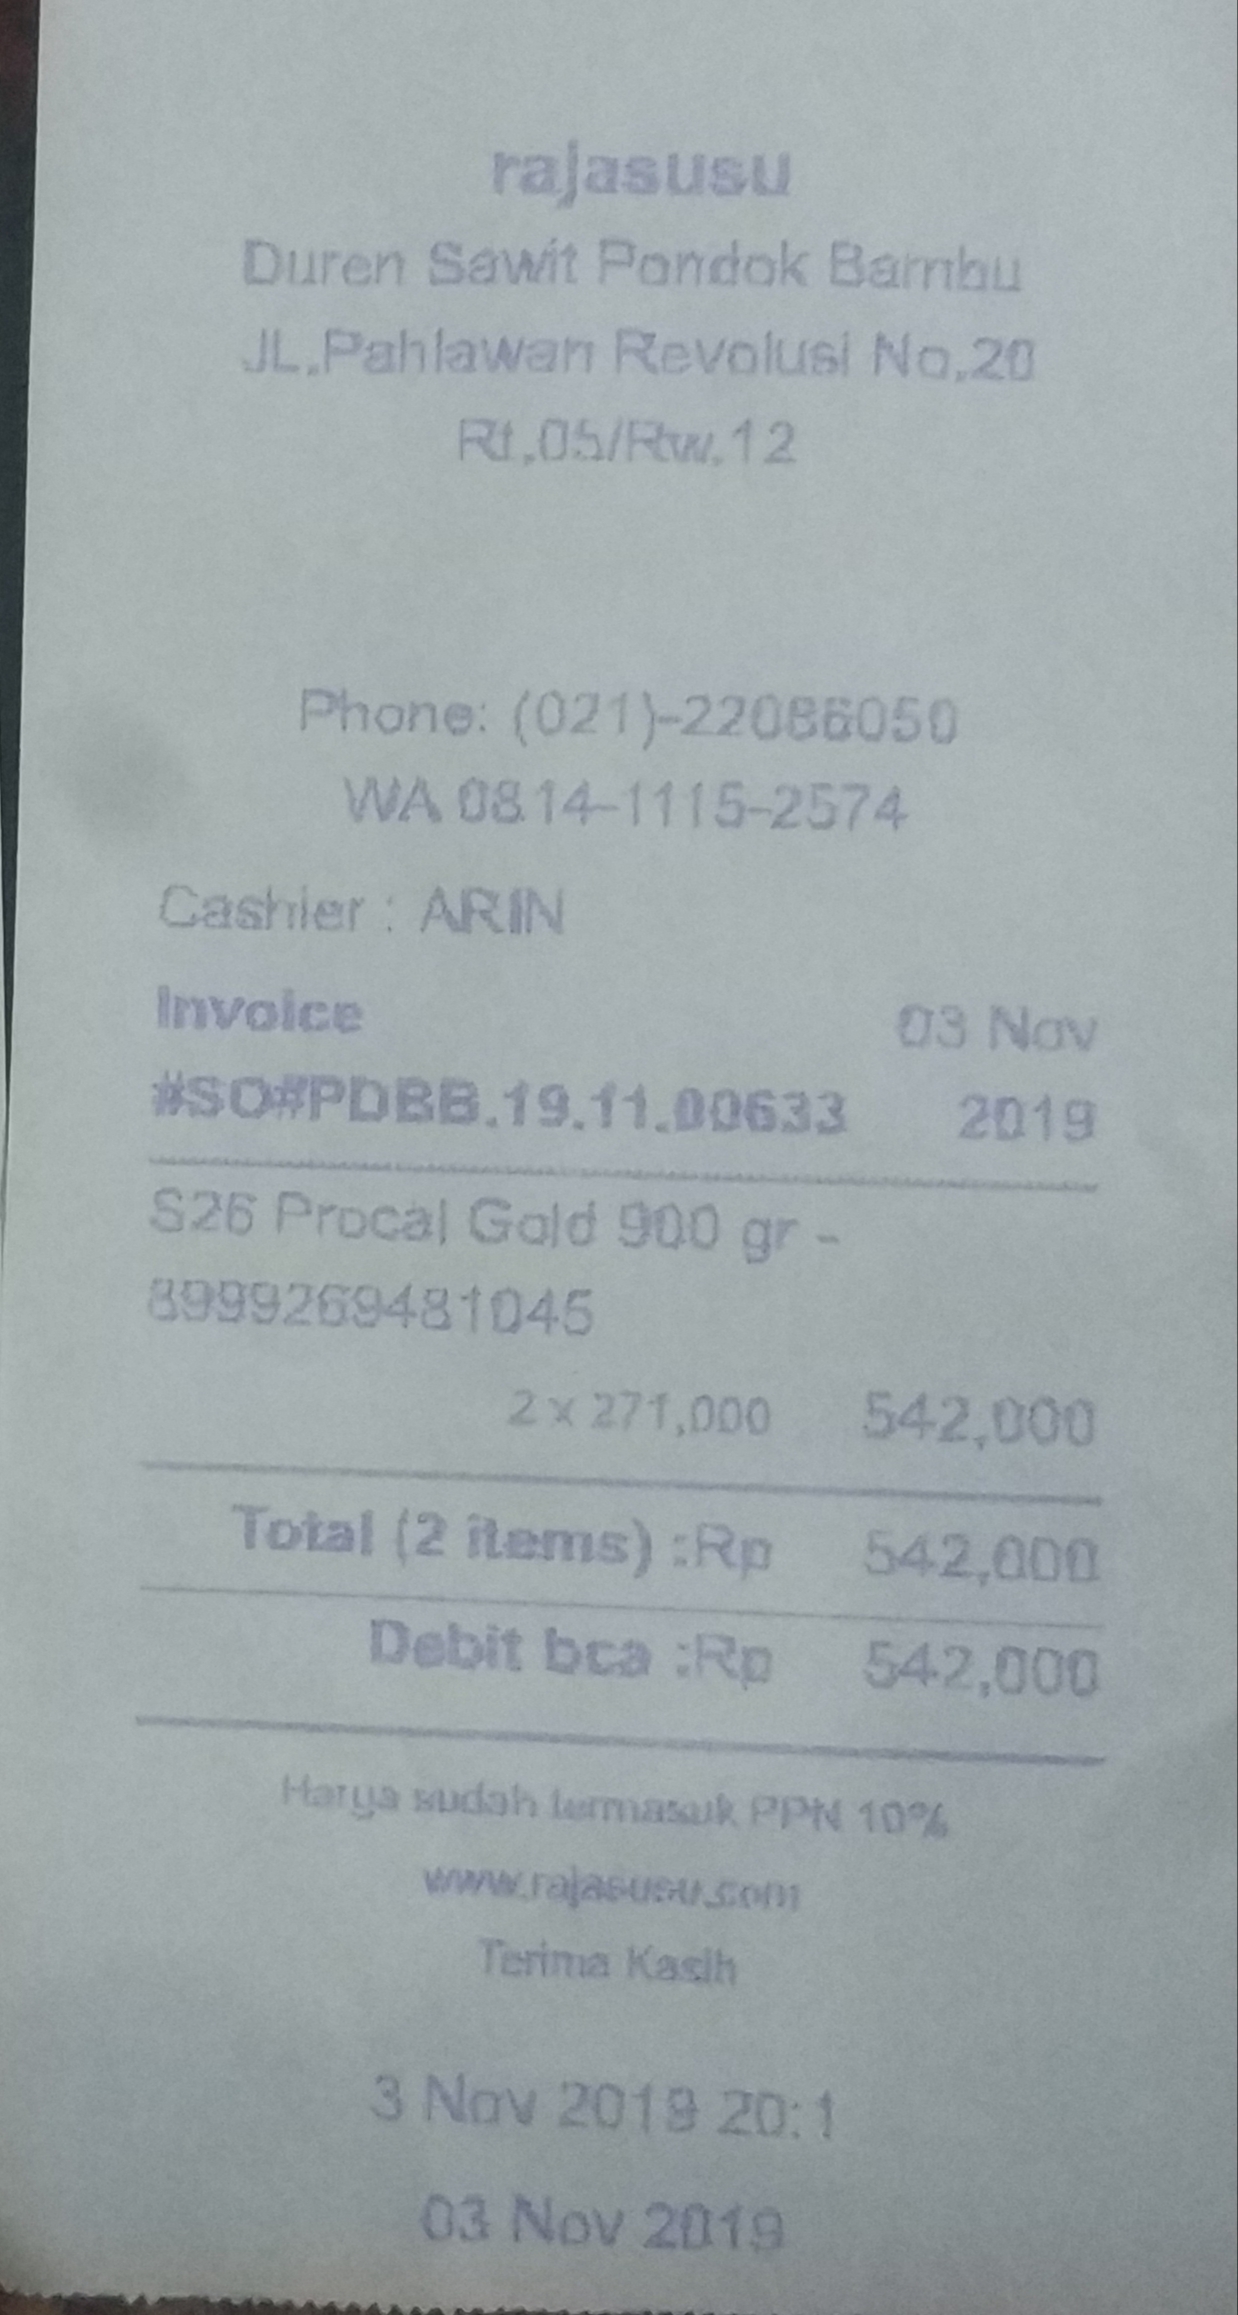 rajasusu
Duren Sawit Pondok Bambu
JL.Pahlawan Revolusi No.20
Rt.05/Rw.12
Phone: (021)-22086050
WA 0814-1115-2574
Cashier : ARIN
Invoice 03 Nov
#SO#PDBB.19.11.00633 2019
S26 Procal Gold 900 gr -
8999269481045
2 x 271,000 542,000
Total (2 items) :Rp 542,000
Debit bca :Rp 542,000
Harga sudah termasuk PPN 10%
www.rajasusu.com
Terima Kasih
3 Nov 2019 20:1
03 Nov 2019